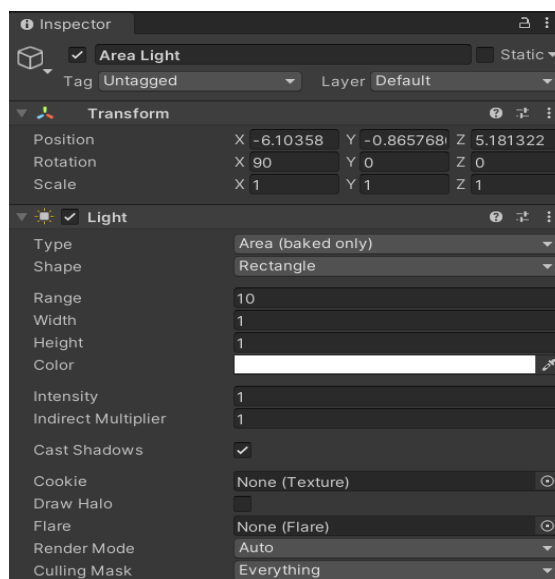 Inspector
Area Light Static
Tag Untagged Layer Default
Transform
Position X -6.10358 Y -0.865768 Z 5.181322
Rotation X 90 Y 0 Z 0
Scale X 1 Y 1 Z 1
Light
Type Area (baked only)
Shape Rectangle
Range 10
Width 1
Height 1
Color
Intensity 1
Indirect Multiplier 1
Cast Shadows
Cookie None (Texture)
Draw Halo
Flare None (Flare)
Render Mode Auto
Culling Mask Everything